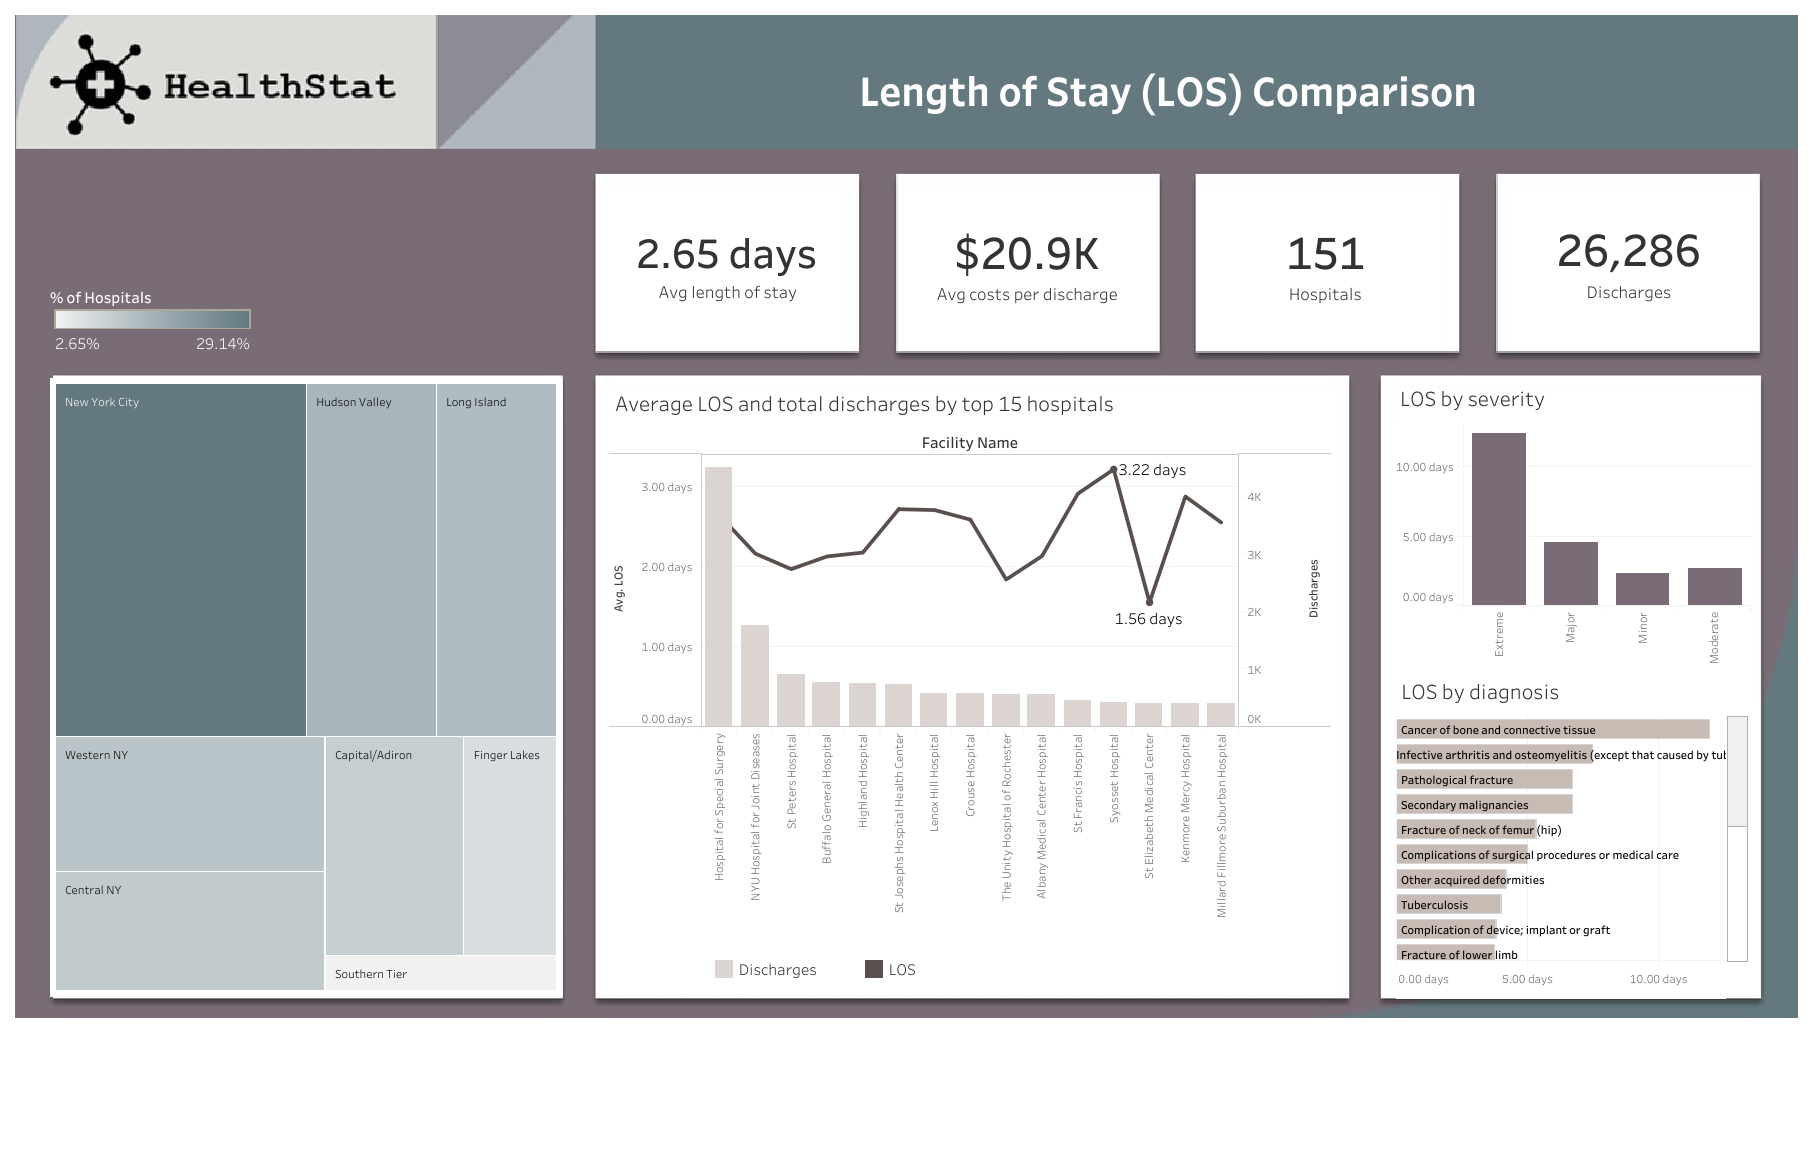 HealthStat
Length of Stay (LOS) Comparison
2.65 days
Avg length of stay
$20.9K
Avg costs per discharge
151
Hospitals
26,286
Discharges
% of Hospitals
2.65% 29.14%
New York City
Hudson Valley
Long Island
Western NY
Capital/Adiron
Finger Lakes
Central NY
Southern Tier
Average LOS and total discharges by top 15 hospitals
Facility Name
Avg. LOS
3.00 days
2.00 days
1.00 days
0.00 days
3.22 days
1.56 days
4K
3K
2K
1K
0K
Discharges
Hospital for Special Surgery
NYU Hospital for Joint Diseases
St Peters Hospital
Buffalo General Hospital
Highland Hospital
St Josephs Hospital Health Center
Lenox Hill Hospital
Crouse Hospital
The Unity Hospital of Rochester
Albany Medical Center Hospital
St Francis Hospital
Syosset Hospital
St Elizabeth Medical Center
Kenmore Mercy Hospital
Millard Fillmore Suburban Hospital
Discharges
LOS
LOS by severity
10.00 days
5.00 days
0.00 days
Extreme
Major
Minor
Moderate
LOS by diagnosis
Cancer of bone and connective tissue
Infective arthritis and osteomyelitis (except that caused by tub
Pathological fracture
Secondary malignancies
Fracture of neck of femur (hip)
Complications of surgical procedures or medical care
Other acquired deformities
Tuberculosis
Complication of device; implant or graft
Fracture of lower limb
0.00 days 5.00 days 10.00 days